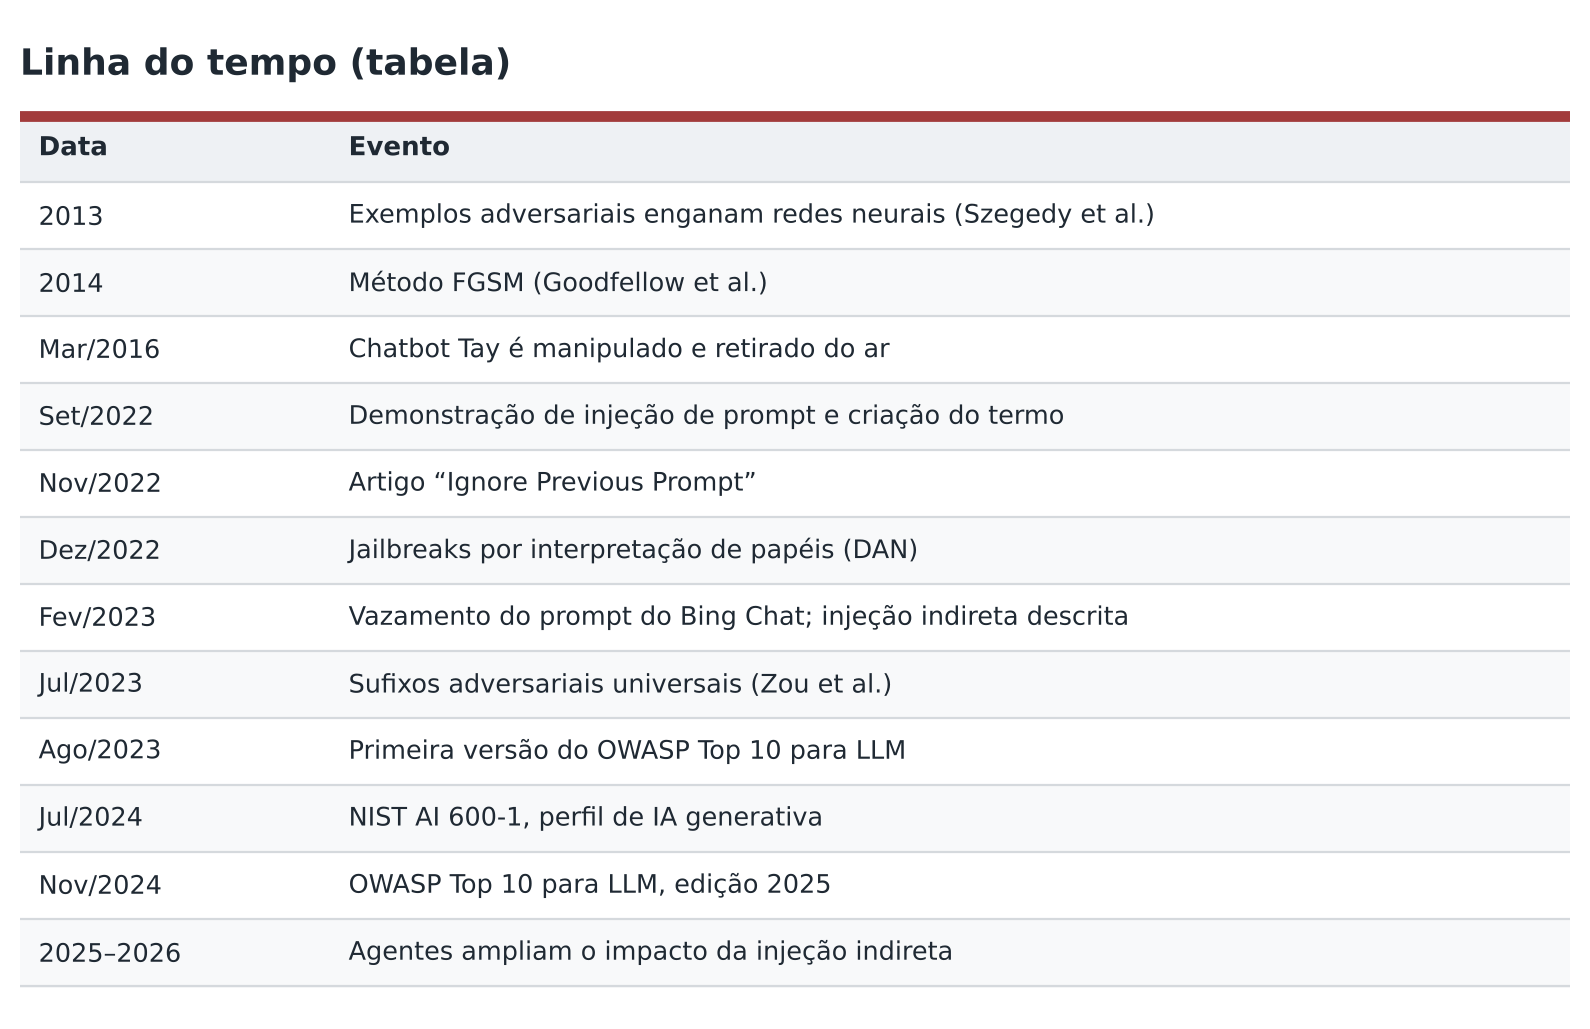 Linha do tempo (tabela)
Data Evento
2013 Exemplos adversariais enganam redes neurais (Szegedy et al.)
2014 Método FGSM (Goodfellow et al.)
Mar/2016 Chatbot Tay é manipulado e retirado do ar
Set/2022 Demonstração de injeção de prompt e criação do termo
Nov/2022 Artigo “Ignore Previous Prompt”
Dez/2022 Jailbreaks por interpretação de papéis (DAN)
Fev/2023 Vazamento do prompt do Bing Chat; injeção indireta descrita
Jul/2023 Sufixos adversariais universais (Zou et al.)
Ago/2023 Primeira versão do OWASP Top 10 para LLM
Jul/2024 NIST AI 600-1, perfil de IA generativa
Nov/2024 OWASP Top 10 para LLM, edição 2025
2025–2026 Agentes ampliam o impacto da injeção indireta